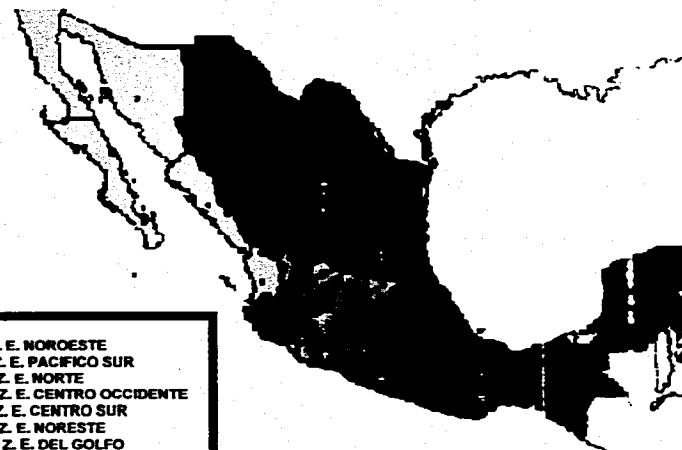 . E. NOROESTE
Z. E. PACIFICO SUR
Z. E. NORTE
Z. E. CENTRO OCCIDENTE
Z. E. CENTRO SUR
Z. E. NORESTE
Z. E. DEL GOLFO